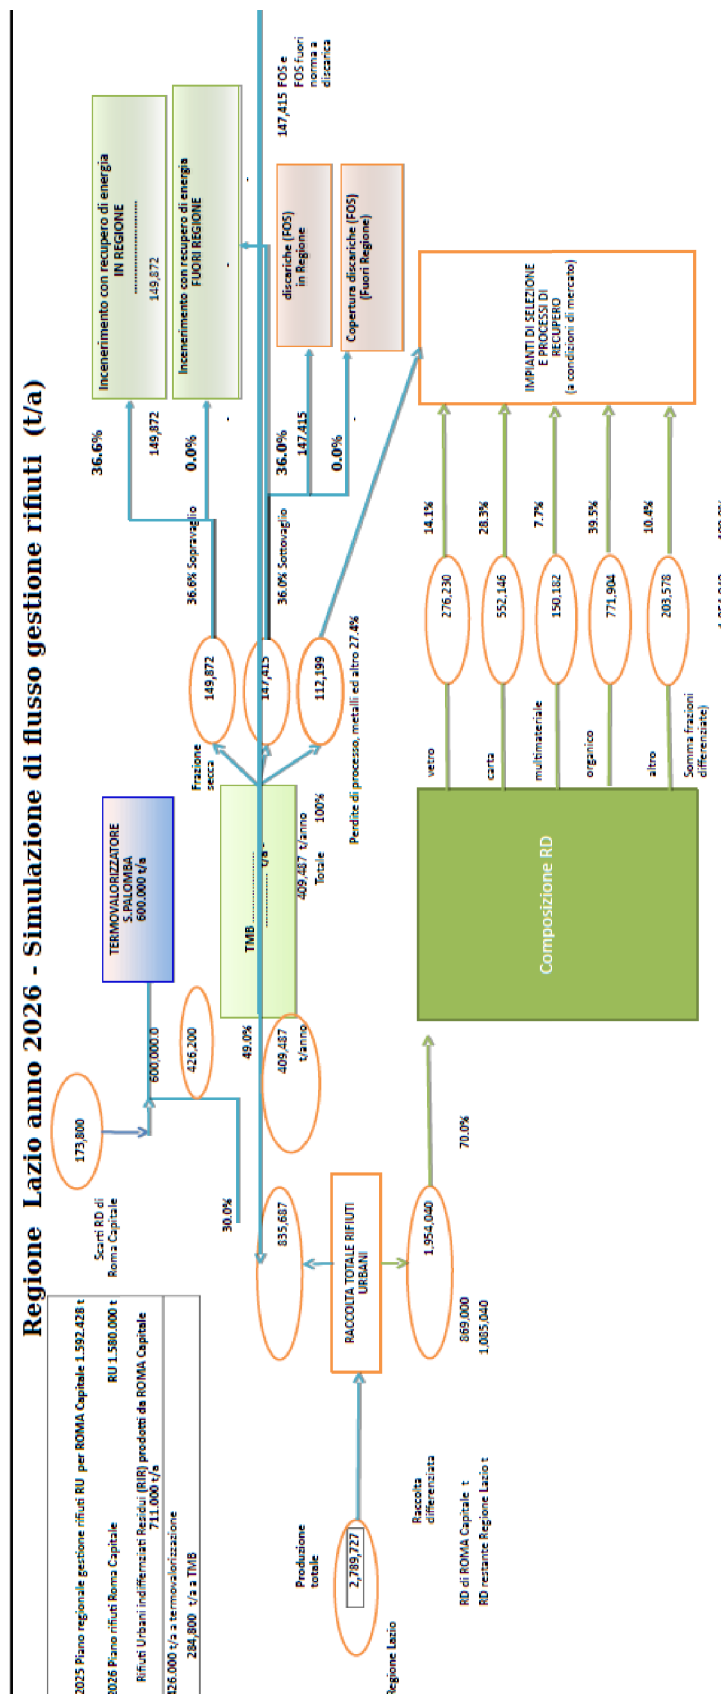 Regione Lazio anno 2026 - Simulazione di flusso gestione rifiuti (t/a)
2025 Piano regionale gestione rifiuti RU per ROMA Capitale 1.592.428 t
2026 Piano rifiuti Roma Capitale RU 1.580.000 t
Rifiuti Urbani indiffernziati Residui (RIR) prodotti da ROMA Capitale
711.000 t/a
426.000 t/a a termovalorizzazione
284,800 t/a a TMB
Scarti RD di
Roma Capitale
173,800
600,000.0
426,200
30.0%
TERMOVALORIZZATORE
S.PALOMBA
600.000 t/a
Incenerimento con recupero di energia
IN REGIONE
149,872
Incenerimento con recupero di energia
FUORI REGIONE
-
36.6%
149,872
0.0%
-
36.6% Sopravaglio
Frazione
secca
149,872
147,415
112,199
36.0% Sottovaglio
Perdite di processo, metalli ed altro 27.4%
36.0%
147,415
0.0%
-
discariche (FOS)
in Regione
Copertura discariche (FOS)
(Fuori Regione)
147,415 FOS e
FOS fuori
norma a
discarica
TMB
t/a -
409,487 t/anno
Totale 100%
49.0%
409,487
t/anno
835,687
RACCOLTA TOTALE RIFIUTI
URBANI
Produzione
totale
2,789,727
Regione Lazio
Raccolta
differenziata
1,954,040
70.0%
RD di ROMA Capitale t 869,000
RD restante Regione Lazio t 1,085,040
Composizione RD
vetro 276,230 14.1%
carta 552,146 28.3%
multimateriale 150,182 7.7%
organico 771,904 39.5%
altro 203,578 10.4%
Somma frazioni
differenziate)
IMPIANTI DI SELEZIONE
E PROCESSI DI
RECUPERO
(a condizioni di mercato)